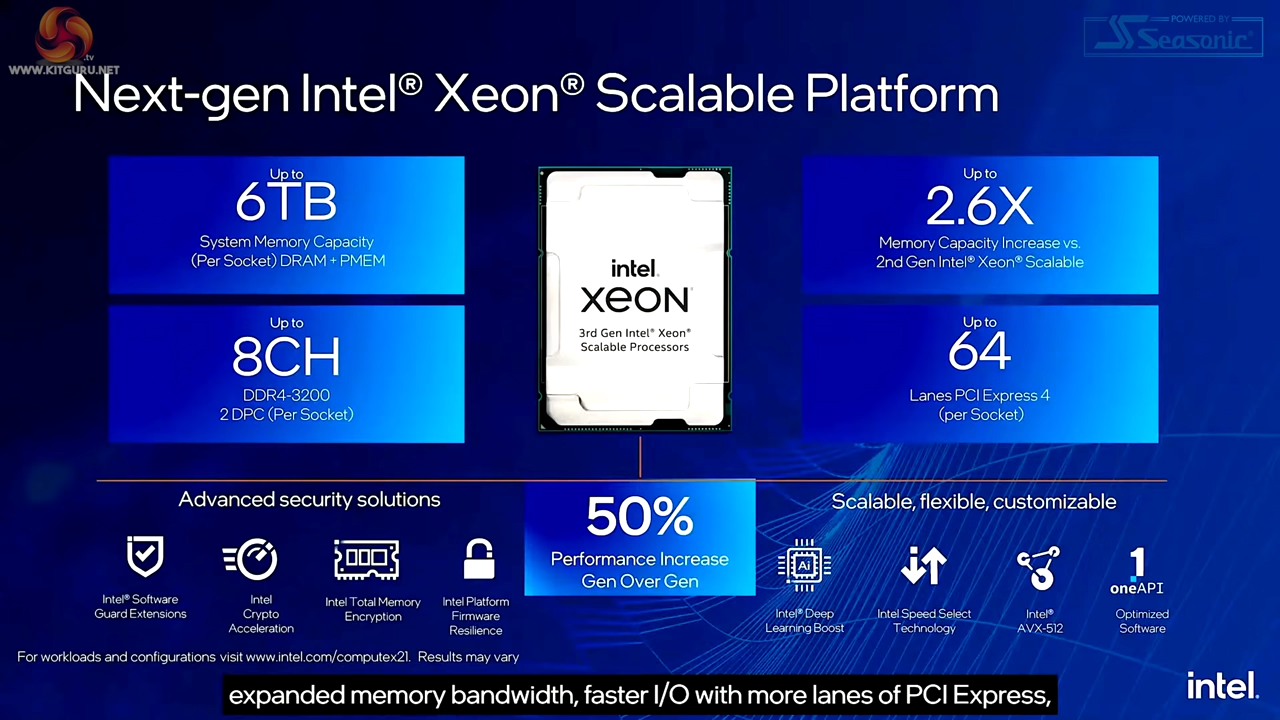 .tv
WWW.KITGURU.NET
POWERED BY
Seasonic®
Next-gen Intel® Xeon® Scalable Platform
Up to
6TB
System Memory Capacity
(Per Socket) DRAM + PMEM
Up to
8CH
DDR4-3200
2 DPC (Per Socket)
intel.
xeon®
3rd Gen Intel® Xeon®
Scalable Processors
Up to
2.6X
Memory Capacity Increase vs.
2nd Gen Intel® Xeon® Scalable
Up to
64
Lanes PCI Express 4
(per Socket)
Advanced security solutions
Intel® Software
Guard Extensions
Intel
Crypto
Acceleration
Intel Total Memory
Encryption
Intel Platform
Firmware
Resilience
50%
Performance Increase
Gen Over Gen
Scalable, flexible, customizable
Ai
Intel® Deep
Learning Boost
Intel Speed Select
Technology
Intel®
AVX-512
1
oneAPI
Optimized
Software
For workloads and configurations visit www.intel.com/computex21. Results may vary
intel.
expanded memory bandwidth, faster I/O with more lanes of PCI Express,